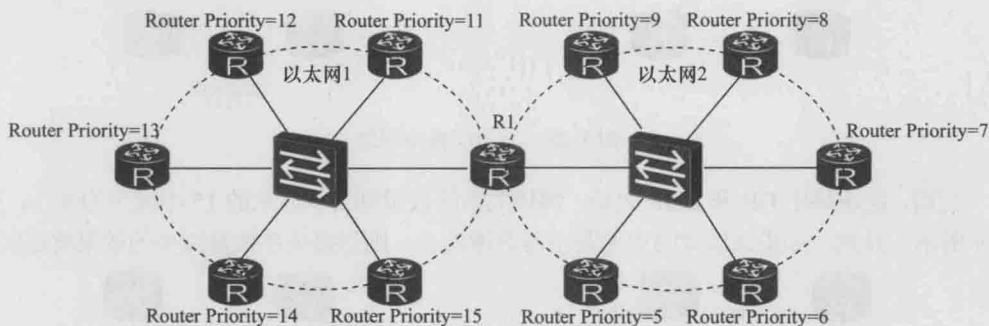 Router Priority=12
Router Priority=11
Router Priority=9
Router Priority=8
以太网1
以太网2
Router Priority=13
R1
Router Priority=7
R
R
R
R
R
R
R
R
R
R
R
Router Priority=14
Router Priority=15
Router Priority=5
Router Priority=6